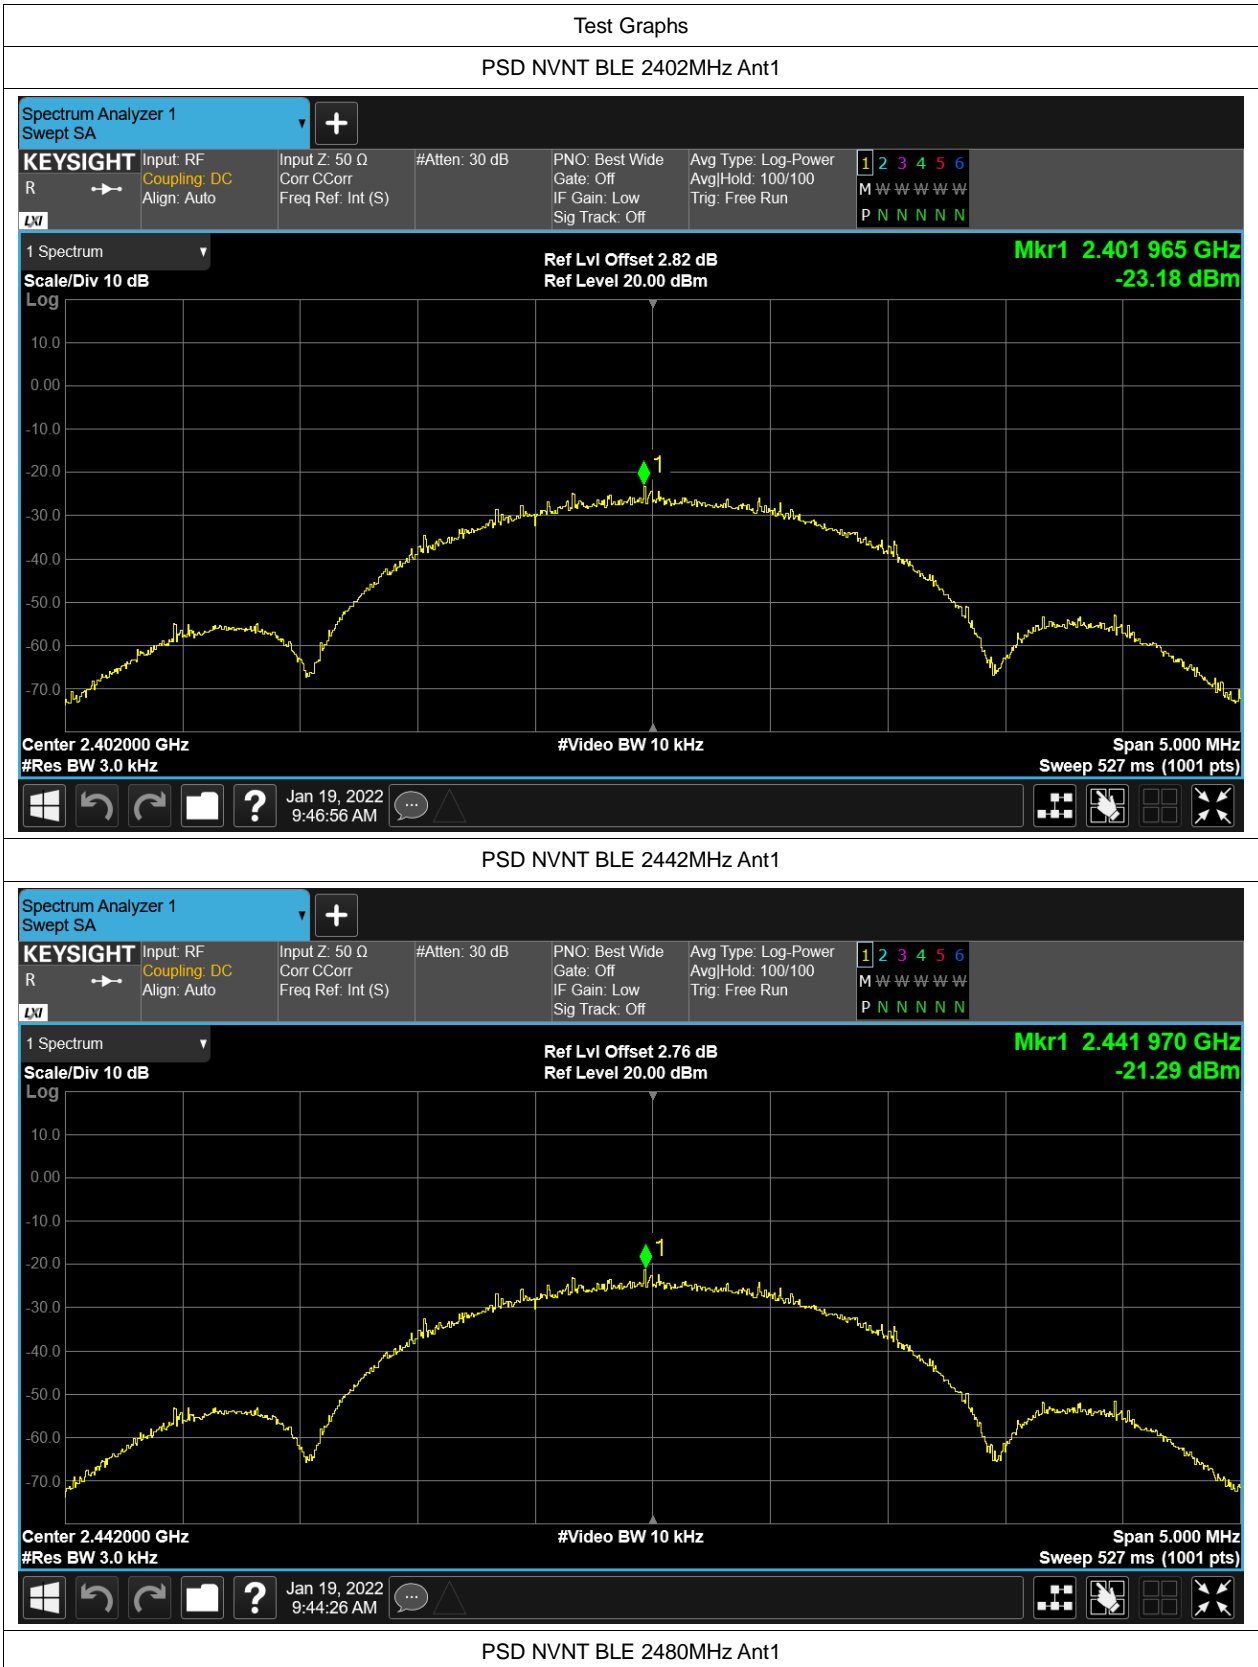 Test Graphs
PSD NVNT BLE 2402MHz Ant1
Spectrum Analyzer 1
Swept SA
KEYSIGHT
R
LXI
Input: RF
Coupling: DC
Align: Auto
Input Z: 50 Ω
Corr CCorr
Freq Ref: Int (S)
#Atten: 30 dB
PNO: Best Wide
Gate: Off
IF Gain: Low
Sig Track: Off
Avg Type: Log-Power
Avg|Hold: 100/100
Trig: Free Run
1 2 3 4 5 6
M W W W W W
P N N N N N
1 Spectrum
Scale/Div 10 dB
Ref Lvl Offset 2.82 dB
Ref Level 20.00 dBm
Mkr1 2.401 965 GHz
-23.18 dBm
Log
10.0
0.00
-10.0
-20.0
-30.0
-40.0
-50.0
-60.0
-70.0
1
Center 2.402000 GHz
#Res BW 3.0 kHz
#Video BW 10 kHz
Span 5.000 MHz
Sweep 527 ms (1001 pts)
?
Jan 19, 2022
9:46:56 AM
PSD NVNT BLE 2442MHz Ant1
Spectrum Analyzer 1
Swept SA
KEYSIGHT
R
LXI
Input: RF
Coupling: DC
Align: Auto
Input Z: 50 Ω
Corr CCorr
Freq Ref: Int (S)
#Atten: 30 dB
PNO: Best Wide
Gate: Off
IF Gain: Low
Sig Track: Off
Avg Type: Log-Power
Avg|Hold: 100/100
Trig: Free Run
1 2 3 4 5 6
M W W W W W
P N N N N N
1 Spectrum
Scale/Div 10 dB
Ref Lvl Offset 2.76 dB
Ref Level 20.00 dBm
Mkr1 2.441 970 GHz
-21.29 dBm
Log
10.0
0.00
-10.0
-20.0
-30.0
-40.0
-50.0
-60.0
-70.0
1
Center 2.442000 GHz
#Res BW 3.0 kHz
#Video BW 10 kHz
Span 5.000 MHz
Sweep 527 ms (1001 pts)
?
Jan 19, 2022
9:44:26 AM
PSD NVNT BLE 2480MHz Ant1